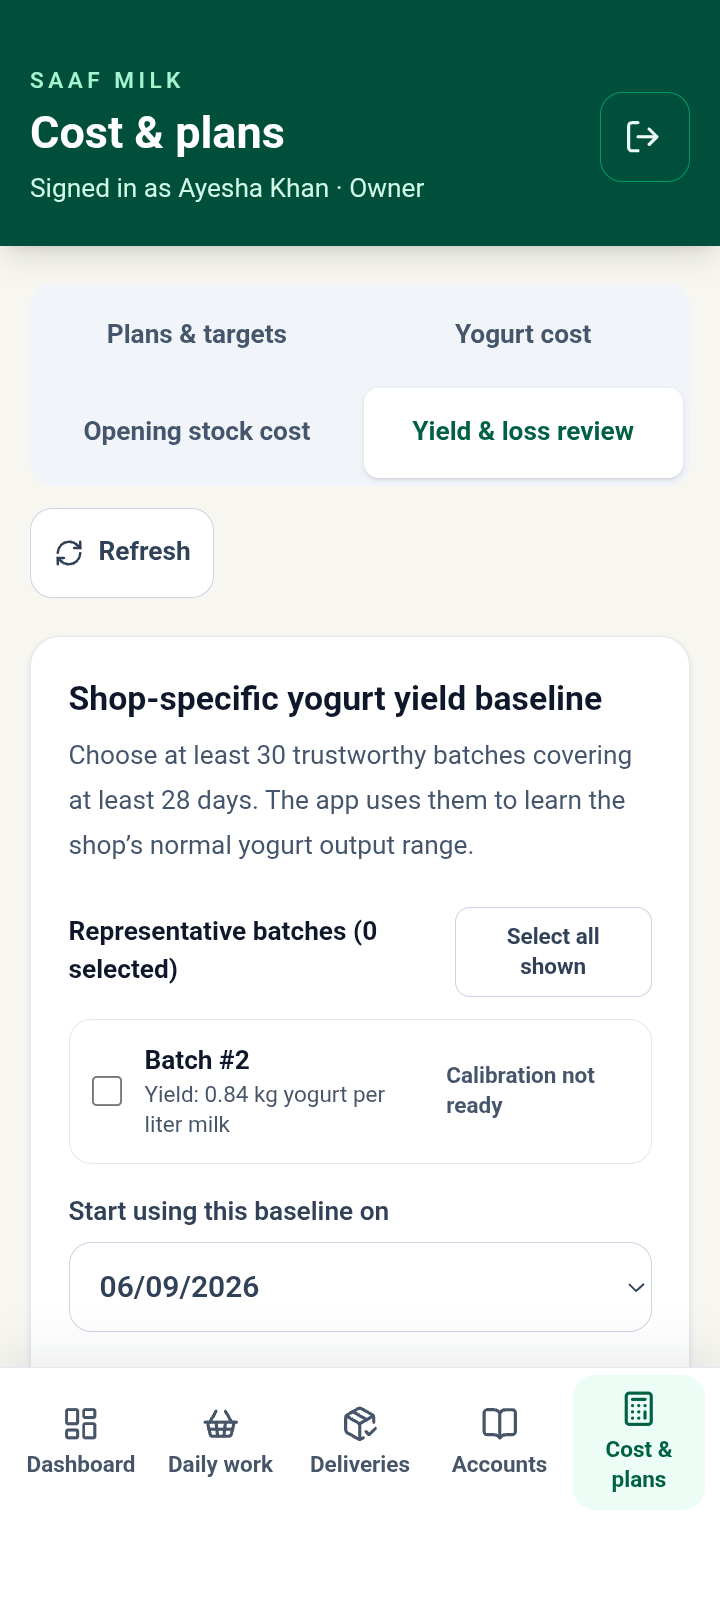 SAAF MILK
Cost & plans
Signed in as Ayesha Khan · Owner
Plans & targets
Yogurt cost
Opening stock cost
Yield & loss review
Refresh
Shop-specific yogurt yield baseline
Choose at least 30 trustworthy batches covering
at least 28 days. The app uses them to learn the
shop’s normal yogurt output range.
Representative batches (0
selected)
Select all
shown
Batch #2
Yield: 0.84 kg yogurt per
liter milk
Calibration not
ready
Start using this baseline on
06/09/2026
Dashboard
Daily work
Deliveries
Accounts
Cost &
plans